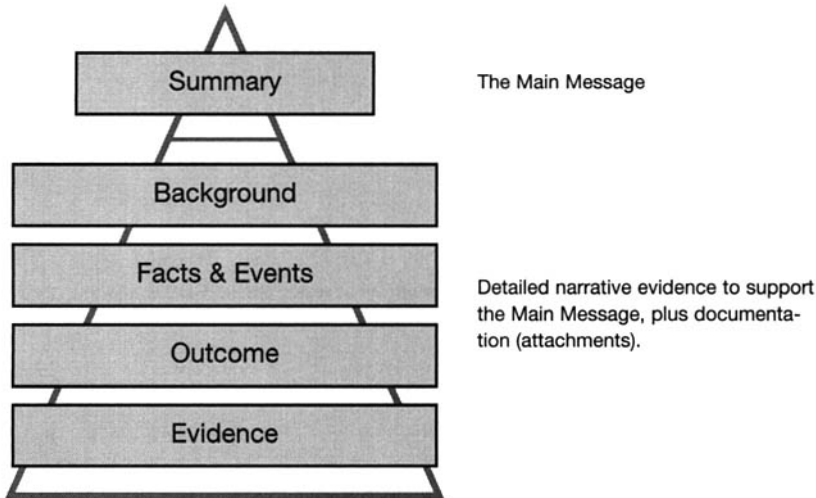 Summary
The Main Message
Background
Facts & Events
Detailed narrative evidence to support
the Main Message, plus documenta-
tion (attachments).
Outcome
Evidence